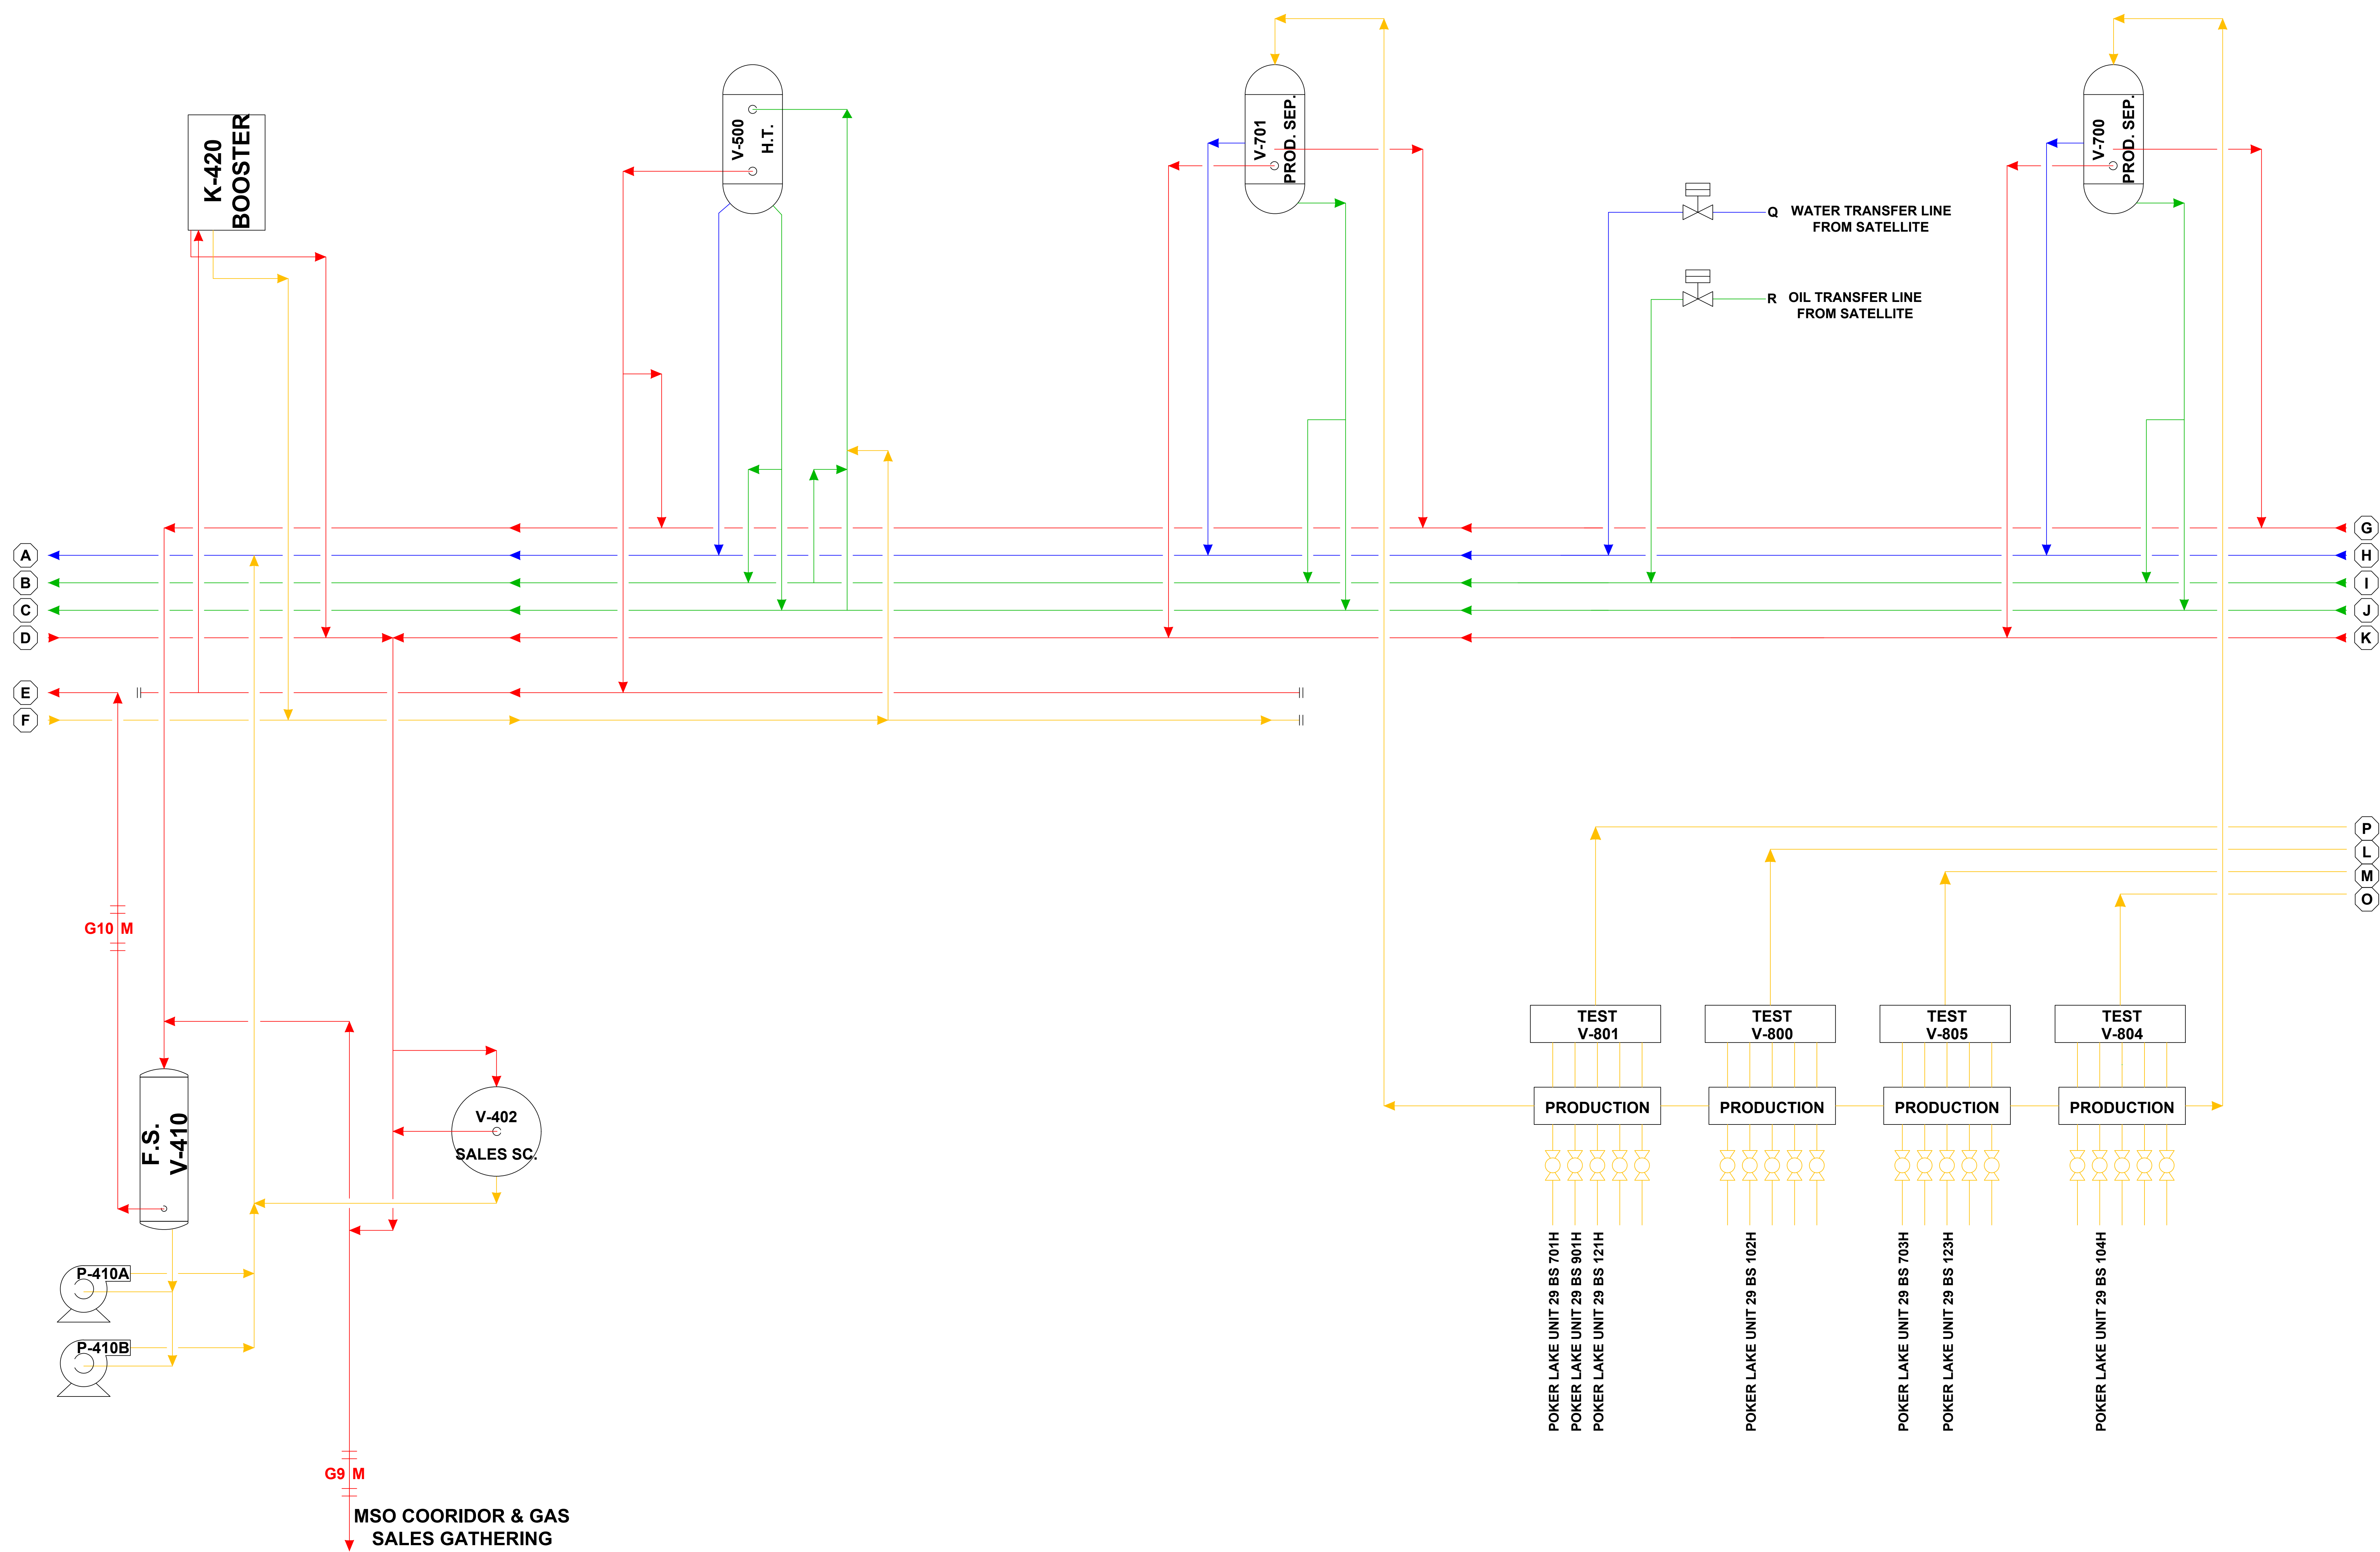 K-420
BOOSTER
V-500
H.T.
V-701
PROD. SEP.
V-700
PROD. SEP.
Q WATER TRANSFER LINE
FROM SATELLITE
R OIL TRANSFER LINE
FROM SATELLITE
A
B
C
D
E
F
G
H
I
J
K
P
L
M
O
G10 M
F.S.
V-410
V-402
SALES SC.
P-410A
P-410B
G9 M
MSO COORIDOR & GAS
SALES GATHERING
TEST
V-801
TEST
V-800
TEST
V-805
TEST
V-804
PRODUCTION
PRODUCTION
PRODUCTION
PRODUCTION
POKER LAKE UNIT 29 BS 701H
POKER LAKE UNIT 29 BS 901H
POKER LAKE UNIT 29 BS 121H
POKER LAKE UNIT 29 BS 102H
POKER LAKE UNIT 29 BS 703H
POKER LAKE UNIT 29 BS 123H
POKER LAKE UNIT 29 BS 104H